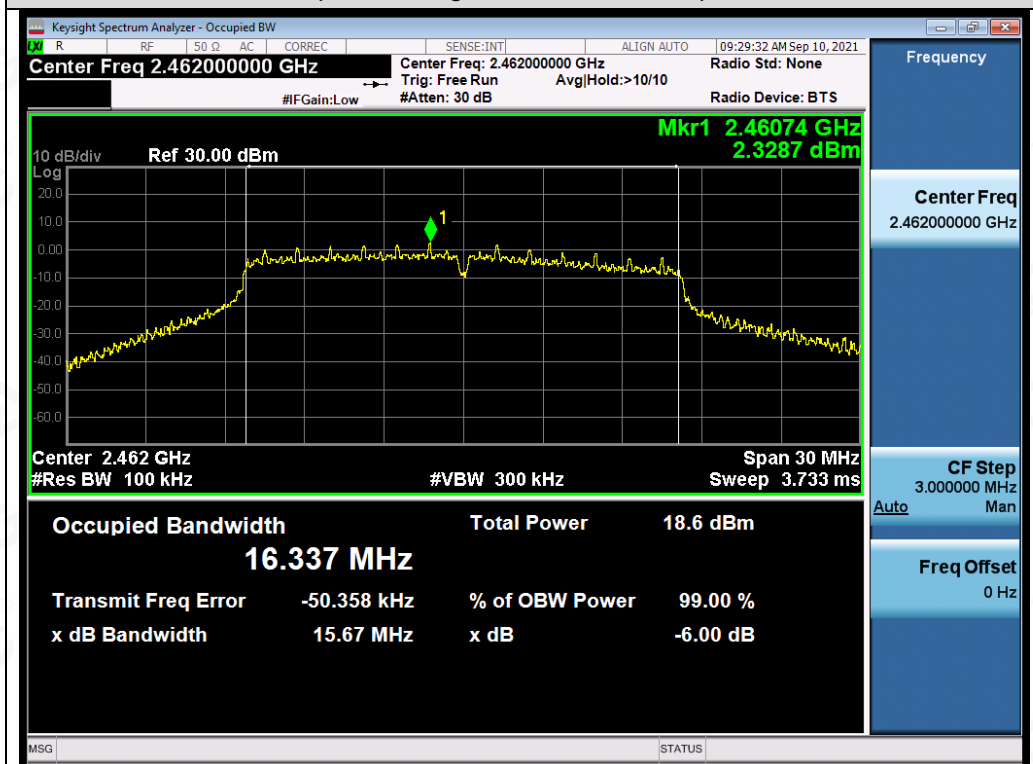 Keysight Spectrum Analyzer - Occupied BW
LXI R RF 50 Ω AC CORREC SENSE:INT ALIGN AUTO 09:29:32 AM Sep 10, 2021
Center Freq 2.462000000 GHz
Center Freq: 2.462000000 GHz Radio Std: None
Trig: Free Run Avg|Hold:>10/10
#IFGain:Low #Atten: 30 dB Radio Device: BTS
Mkr1 2.46074 GHz
2.3287 dBm
10 dB/div Ref 30.00 dBm
Log
20.0
10.0
0.00
-10.0
-20.0
-30.0
-40.0
-50.0
-60.0
1
Center 2.462 GHz Span 30 MHz
#Res BW 100 kHz #VBW 300 kHz Sweep 3.733 ms
Occupied Bandwidth Total Power 18.6 dBm
16.337 MHz
Transmit Freq Error -50.358 kHz % of OBW Power 99.00 %
x dB Bandwidth 15.67 MHz x dB -6.00 dB
Frequency
Center Freq
2.462000000 GHz
CF Step
3.000000 MHz
Auto Man
Freq Offset
0 Hz
MSG STATUS